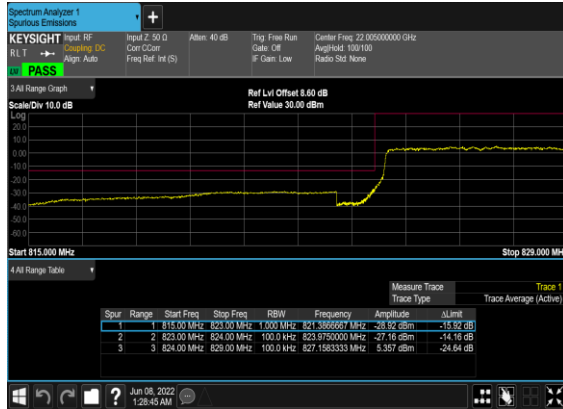 Spectrum Analyzer 1
Spurious Emissions
+
KEYSIGHT Input: RF Input Z: 50 Ω Atten: 40 dB Trig: Free Run Center Freq: 22.005000000 GHz
RLT Coupling: DC Corr CCorr Gate: Off Avg|Hold: 100/100
Align: Auto Freq Ref: Int (S) IF Gain: Low Radio Std: None
PASS
3 All Range Graph
Ref Lvl Offset 8.60 dB
Scale/Div 10.0 dB Ref Value 30.00 dBm
Log
20.0
10.0
0.00
-10.0
-20.0
-30.0
-40.0
-50.0
-60.0
Start 815.000 MHz Stop 829.000 MH
4 All Range Table
Measure Trace Trace 1
Trace Type Trace Average (Active)
Spur Range Start Freq Stop Freq RBW Frequency Amplitude ΔLimit
1 1 815.00 MHz 823.00 MHz 1.000 MHz 821.3866667 MHz -28.92 dBm -15.92 dB
2 2 823.00 MHz 824.00 MHz 100.0 kHz 823.9750000 MHz -27.16 dBm -14.16 dB
3 3 824.00 MHz 829.00 MHz 100.0 kHz 827.1583333 MHz 5.357 dBm -24.64 dB
? Jun 08, 2022
1:28:45 AM